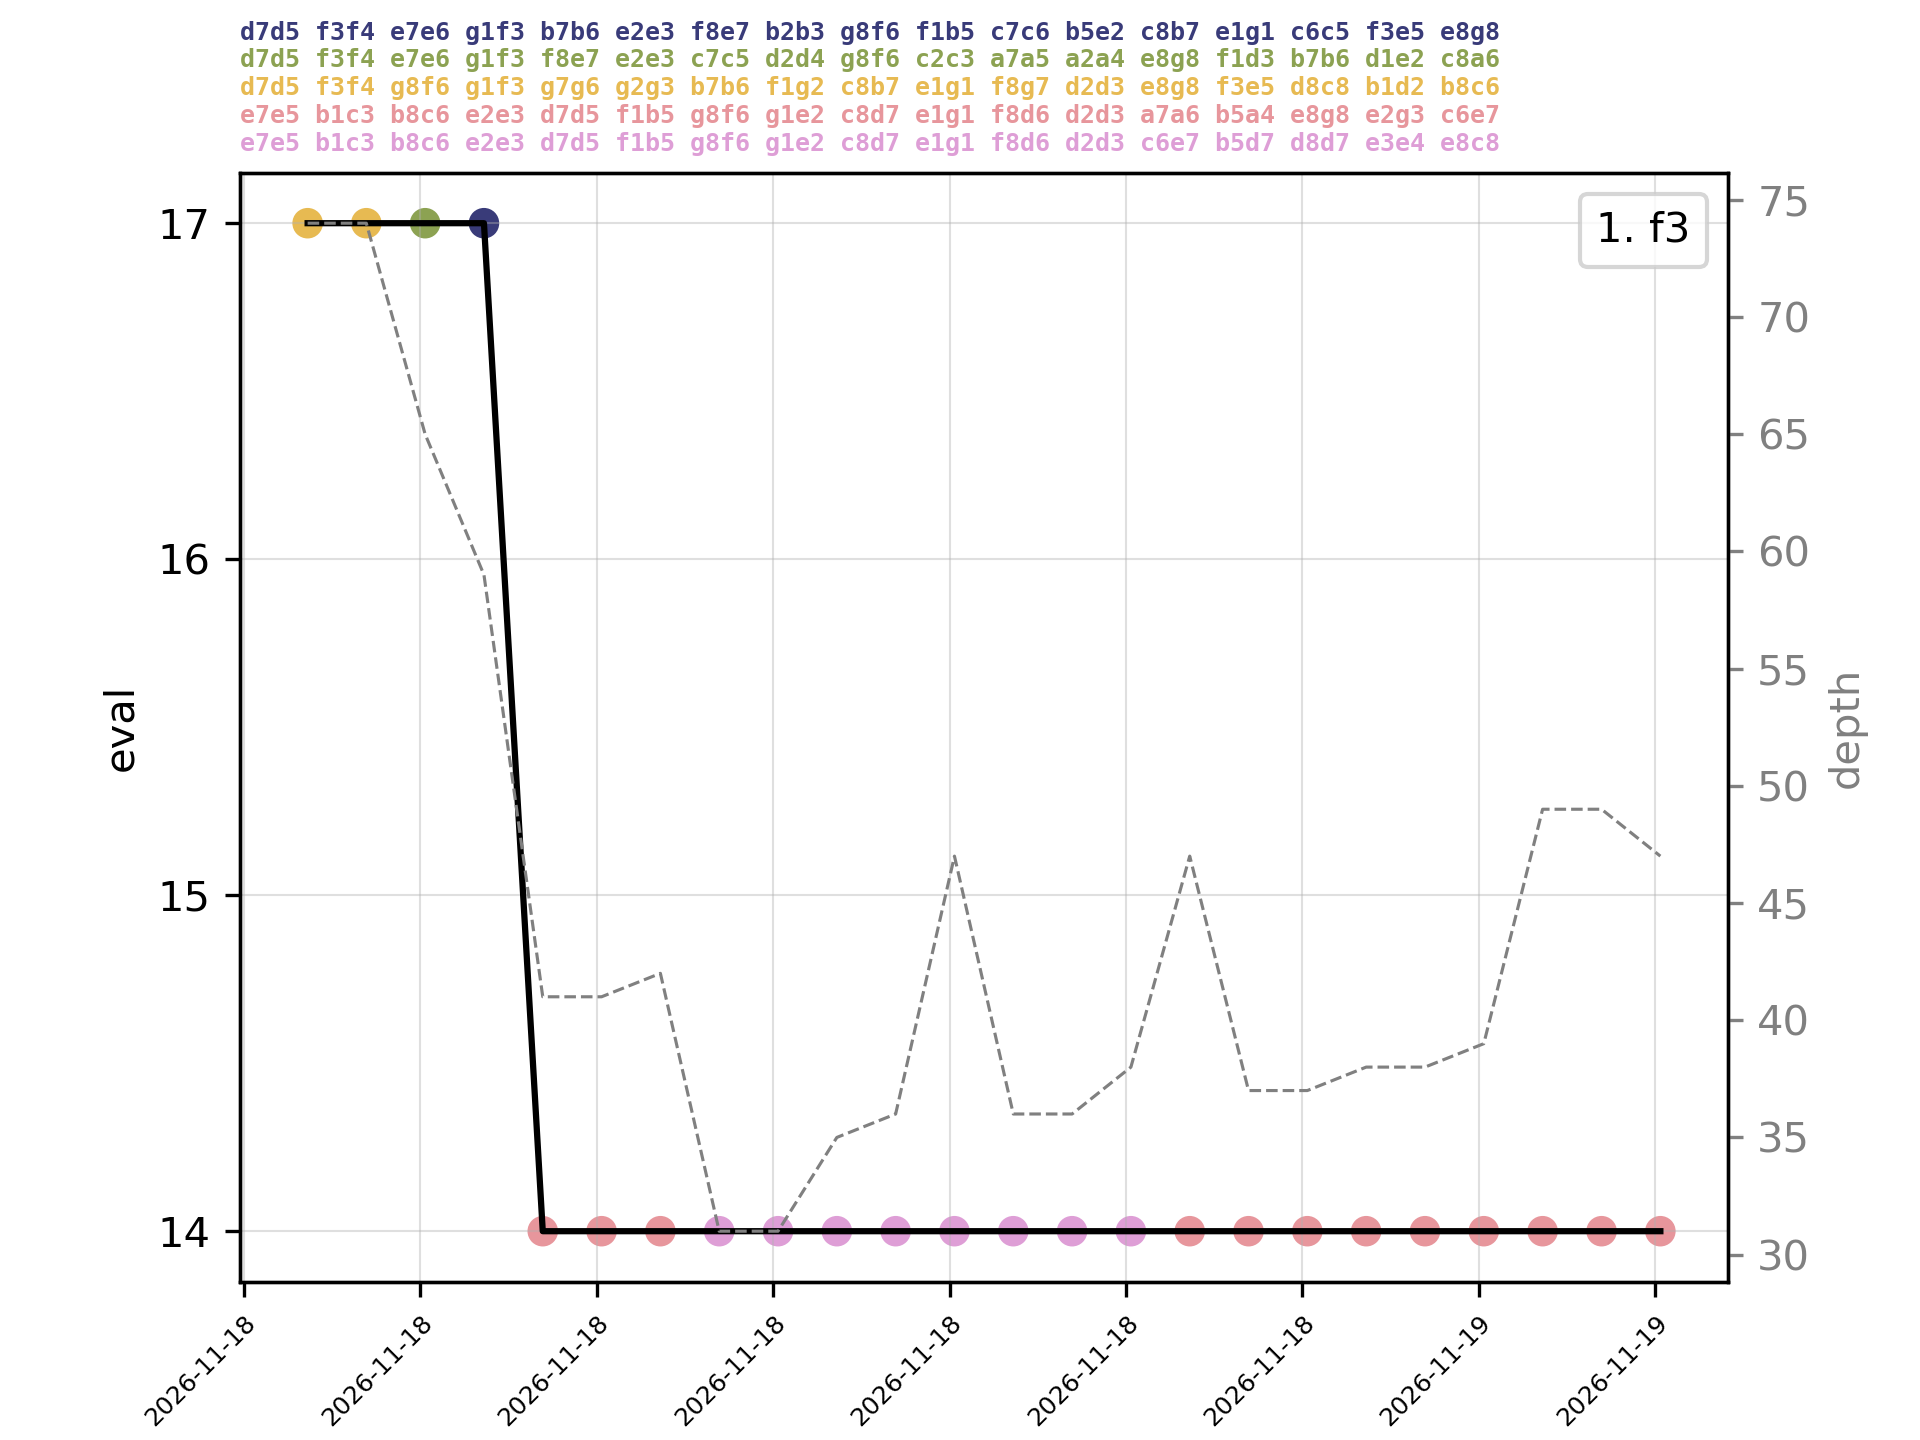 d7d5 f3f4 e7e6 g1f3 b7b6 e2e3 f8e7 b2b3 g8f6 f1b5 c7c6 b5e2 c8b7 e1g1 c6c5 f3e5 e8g8
d7d5 f3f4 e7e6 g1f3 f8e7 e2e3 c7c5 d2d4 g8f6 c2c3 a7a5 a2a4 e8g8 f1d3 b7b6 d1e2 c8a6
d7d5 f3f4 g8f6 g1f3 g7g6 g2g3 b7b6 f1g2 c8b7 e1g1 f8g7 d2d3 e8g8 f3e5 d8c8 b1d2 b8c6
e7e5 b1c3 b8c6 e2e3 d7d5 f1b5 g8f6 g1e2 c8d7 e1g1 f8d6 d2d3 a7a6 b5a4 e8g8 e2g3 c6e7
e7e5 b1c3 b8c6 e2e3 d7d5 f1b5 g8f6 g1e2 c8d7 e1g1 f8d6 d2d3 c6e7 b5d7 d8d7 e3e4 e8c8
1. f3
17
16
15
14
eval
75
70
65
60
55
50
45
40
35
30
depth
2026-11-18
2026-11-18
2026-11-18
2026-11-18
2026-11-18
2026-11-18
2026-11-18
2026-11-19
2026-11-19